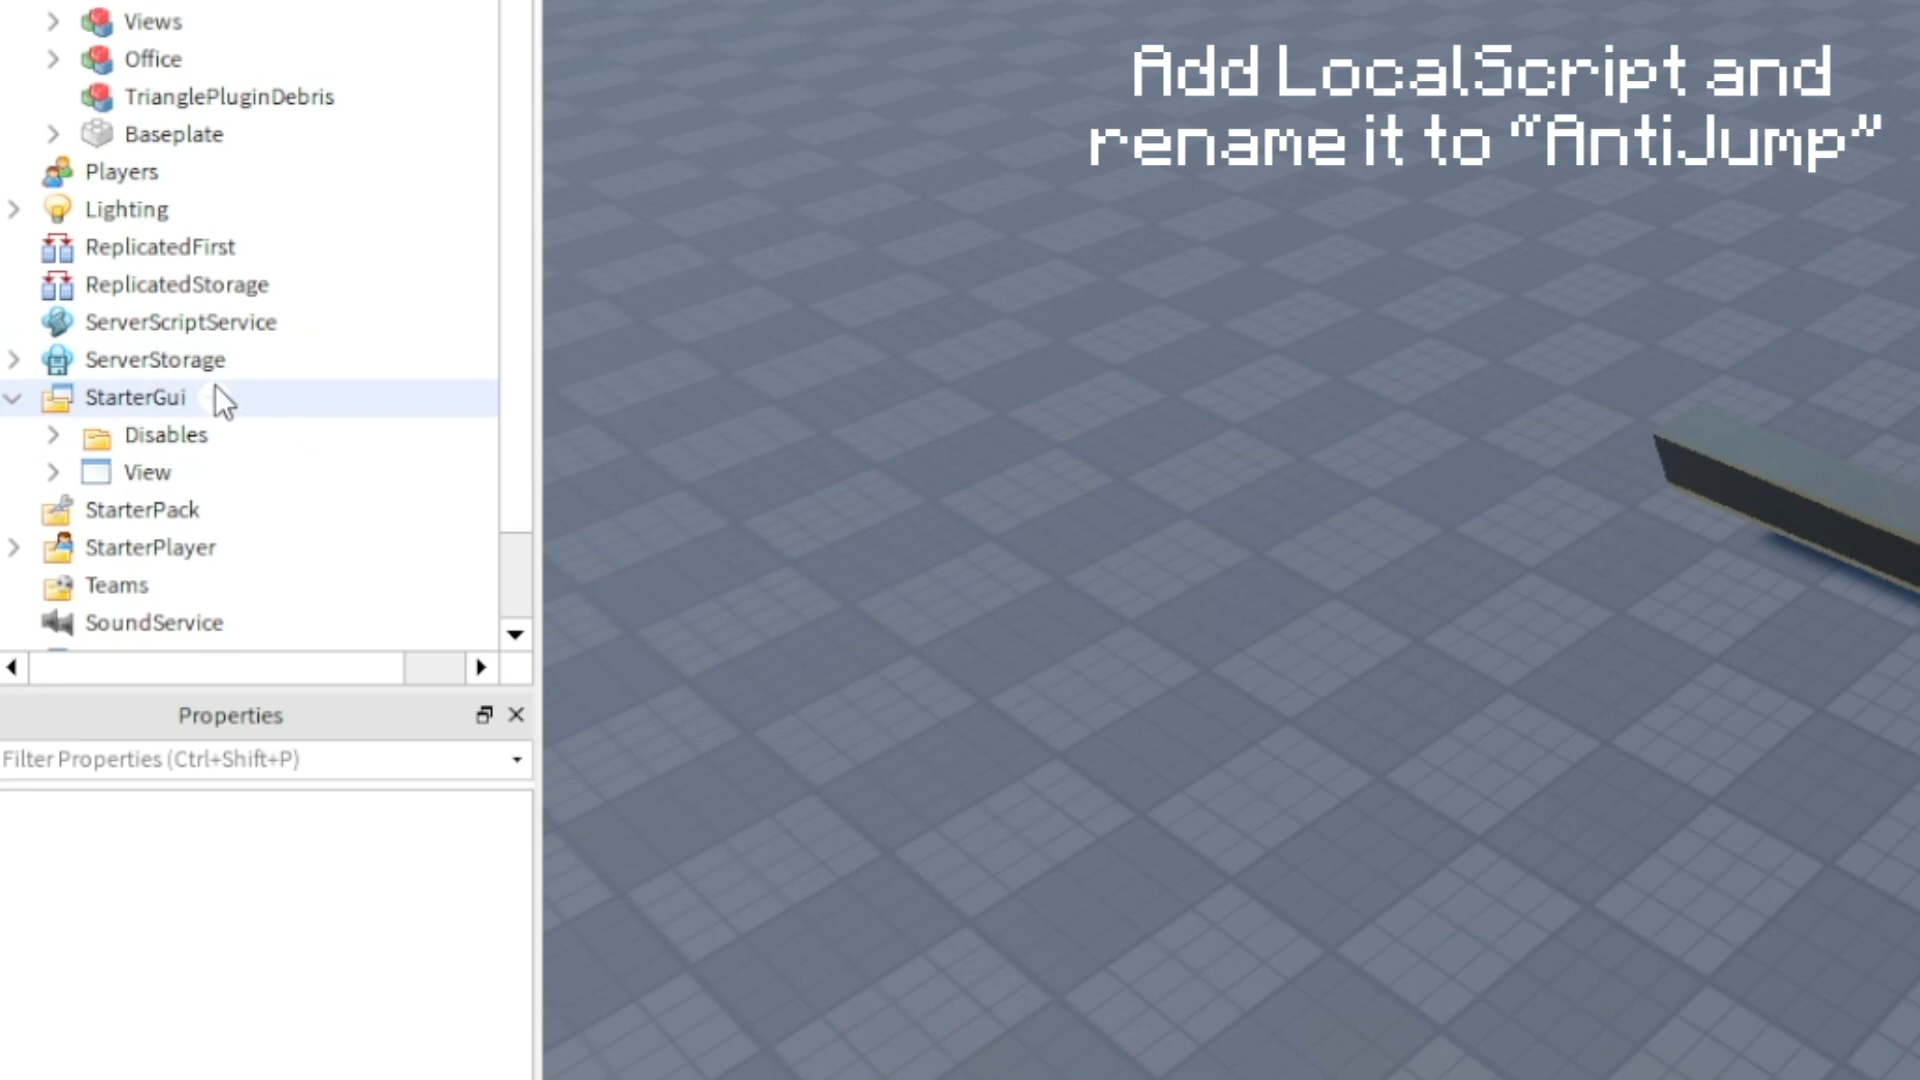 Views
Office
TrianglePluginDebris
Baseplate
Players
Lighting
ReplicatedFirst
ReplicatedStorage
ServerScriptService
ServerStorage
StarterGui
Disables
View
StarterPack
StarterPlayer
Teams
SoundService
Properties
Filter Properties (Ctrl+Shift+P)
Add LocalScript and
rename it to "AntiJump"